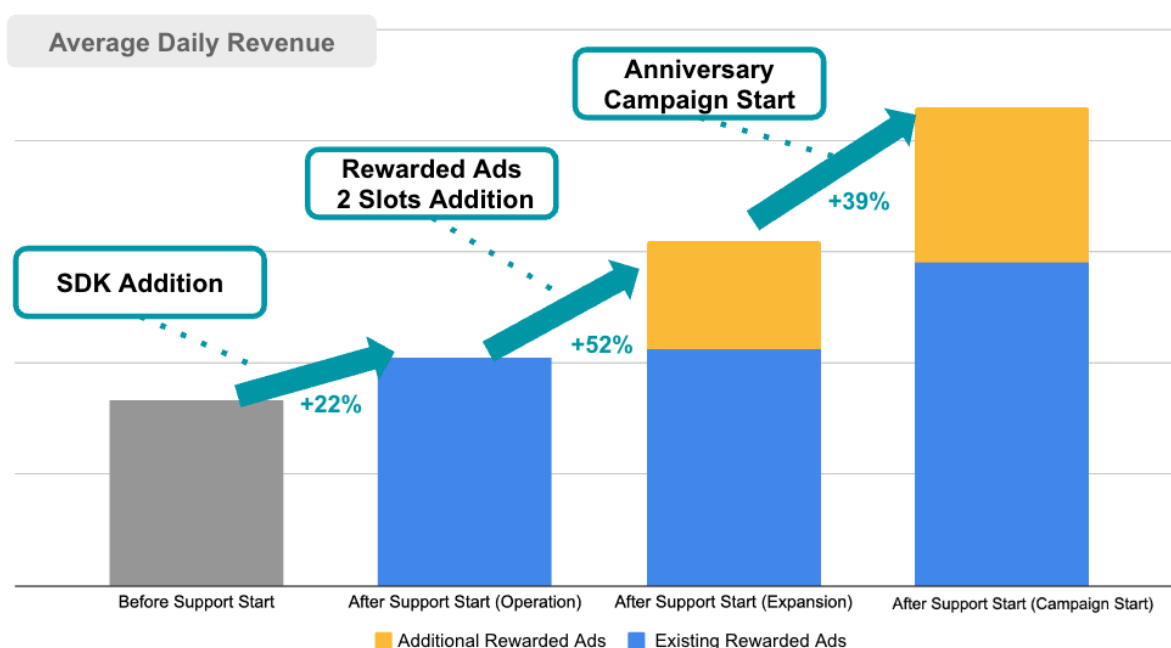 Average Daily Revenue
Anniversary
Campaign Start
Rewarded Ads
2 Slots Addition
SDK Addition
+39%
+52%
+22%
Before Support Start
After Support Start (Operation)
After Support Start (Expansion)
After Support Start (Campaign Start)
Additional Rewarded Ads
Existing Rewarded Ads